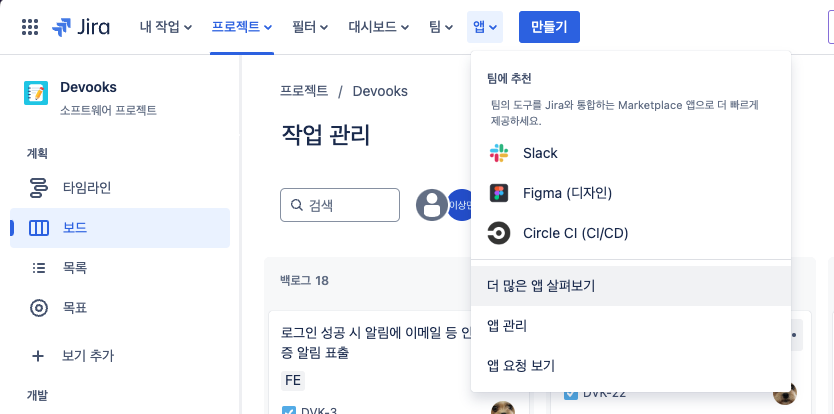 Jira
내 작업
프로젝트
필터
대시보드
팀
앱
만들기
Devooks
소프트웨어 프로젝트
계획
타임라인
보드
목록
목표
보기 추가
개발
프로젝트 / Devooks
작업 관리
검색
이상민
백로그 18
로그인 성공 시 알림에 이메일 등 인
증 알림 표출
FE
DVK-3
팀에 추천
팀의 도구를 Jira와 통합하는 Marketplace 앱으로 더 빠르게
제공하세요.
Slack
Figma (디자인)
Circle CI (CI/CD)
더 많은 앱 살펴보기
앱 관리
앱 요청 보기
DVK-22